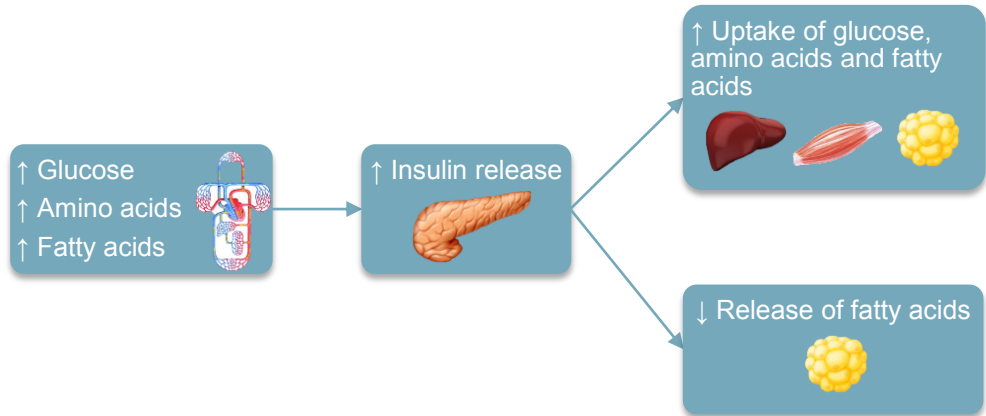 ↑ Glucose
↑ Amino acids
↑ Fatty acids
↑ Insulin release
↑ Uptake of glucose,
amino acids and fatty
acids
↓ Release of fatty acids